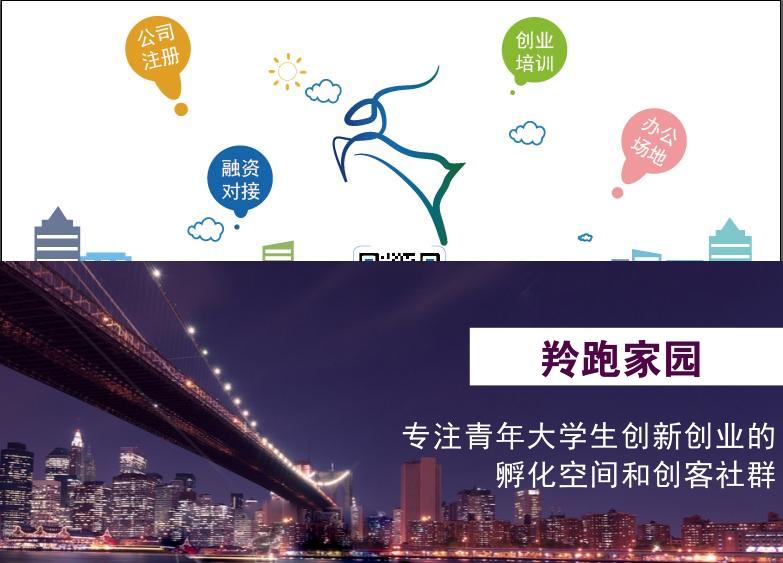 公司
注册
创业
培训
办公
场地
融资
对接
羚跑家园
专注青年大学生创新创业的
孵化空间和创客社群